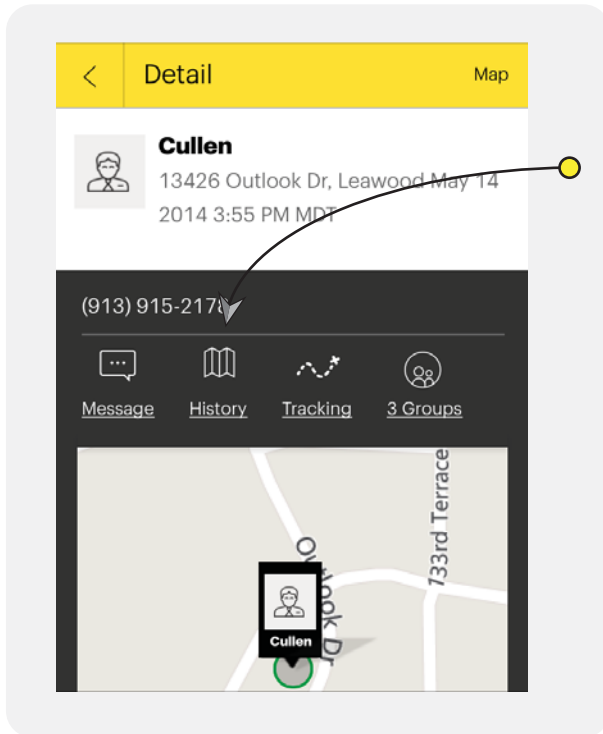 Detail
Map
Cullen
13426 Outlook Dr, Leawood May 14
2014 3:55 PM MDT
(913) 915-2178
Message
History
Tracking
3 Groups
Outlook Dr
133rd Terrace
Cullen